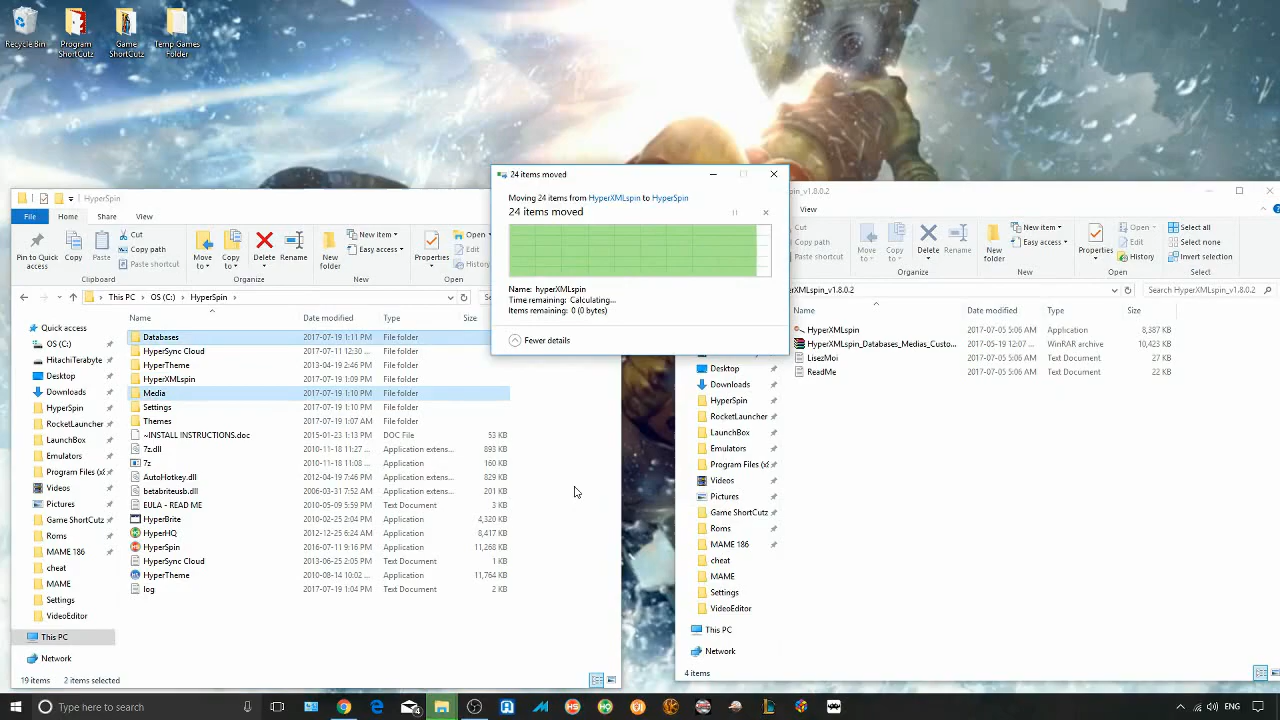 Recycle Bin
Program ShortCutz
Game ShortCutz
Temp Games Folder
HyperSpin
File
Home
Share
View
Pin to Quick access
Copy
Paste
Cut
Copy path
Paste shortcut
Clipboard
Move to
Copy to
Delete
Rename
Organize
New folder
New item
Easy access
New
Properties
Open
Edit
History
Open
This PC
OS (C:)
HyperSpin
Name
Date modified
Type
Size
Quick access
OS (C:)
HitachiTerabyte
Desktop
Downloads
HyperSpin
RocketLauncher
LaunchBox
Emulators
Program Files (x8
Videos
Pictures
Game ShortCutz
Roms
MAME 186
cheat
MAME
Settings
VideoEditor
This PC
Network
Databases 2017-07-19 1:11 PM File folder
HyperSync Cloud 2017-07-11 12:30 ... File folder
HyperTheme 2013-04-19 2:46 PM File folder
HyperXMLspin 2017-07-19 1:09 PM File folder
Media 2017-07-19 1:10 PM File folder
Settings 2017-07-19 1:10 PM File folder
Themes 2017-07-19 1:07 AM File folder
~INSTALL INSTRUCTIONS.doc 2015-01-23 1:13 PM DOC File 53 KB
7z.dll 2010-11-18 11:27 ... Application extens... 893 KB
7z 2010-11-18 11:08 ... Application 160 KB
AutoHotkey.dll 2012-04-19 7:46 PM Application extens... 829 KB
betabriteusb.dll 2006-03-31 7:52 AM Application extens... 201 KB
EULA - READ ME 2010-05-09 5:59 PM Text Document 3 KB
HyperBrite 2010-02-25 2:04 PM Application 4,320 KB
HyperHQ 2012-12-25 6:24 AM Application 8,417 KB
HyperSpin 2016-07-11 9:16 PM Application 11,268 KB
HyperSync Cloud 2013-06-25 2:05 PM Text Document 1 KB
HyperTheme 2010-08-14 10:02 ... Application 11,764 KB
log 2017-07-19 1:04 PM Text Document 2 KB
19 items 2 items selected
24 items moved
Moving 24 items from HyperXMLspin to HyperSpin
24 items moved
Name: hyperXMLspin
Time remaining: Calculating...
Items remaining: 0 (0 bytes)
Fewer details
pin_v1.8.0.2
View
Cut
Copy path
Paste shortcut
Move to
Copy to
Delete
Rename
Organize
New folder
New item
Easy access
New
Properties
Open
Edit
History
Open
Select all
Select none
Invert selection
Select
erXMLspin_v1.8.0.2
Search HyperXMLspin_v1.8.0.2
Name
Date modified
Type
Size
HyperXMLspin 2017-07-05 5:06 AM Application 8,387 KB
HyperXMLspin_Databases_Medias_Custo... 2017-05-19 12:07 ... WinRAR archive 10,423 KB
LisezMoi 2017-07-05 5:06 AM Text Document 27 KB
ReadMe 2017-07-05 5:06 AM Text Document 22 KB
Desktop
Downloads
HyperSpin
RocketLauncher
LaunchBox
Emulators
Program Files (x8
Videos
Pictures
Game ShortCutz
Roms
MAME 186
cheat
MAME
Settings
VideoEditor
This PC
Network
4 items
Type here to search
ENG